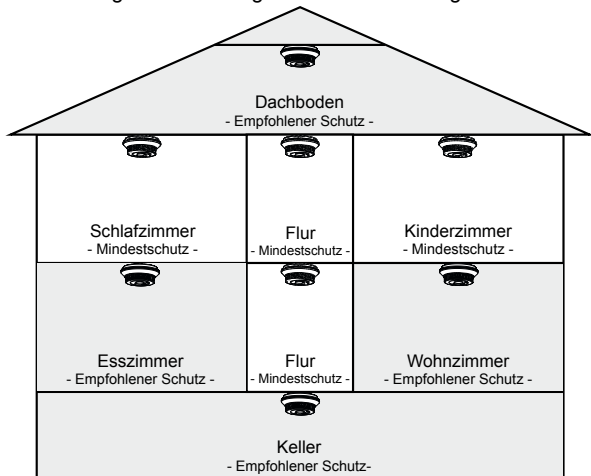 Dachboden
- Empfohlener Schutz -
Schlafzimmer
- Mindestschutz -
Flur
- Mindestschutz -
Kinderzimmer
- Mindestschutz -
Esszimmer
- Empfohlener Schutz -
Flur
- Mindestschutz -
Wohnzimmer
- Empfohlener Schutz -
Keller
- Empfohlener Schutz-